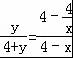 y/(4+y) = (4 - 4/x)/(4 - x)